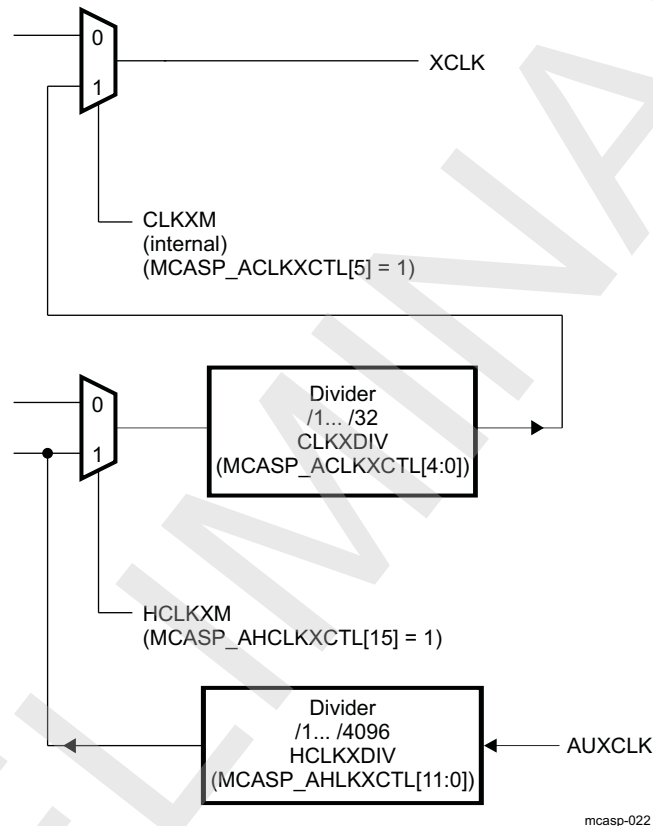 0
XCLK
1
CLKXM
(internal)
(MCASP_ACLKXCTL[5] = 1)
Divider
/1... /32
CLKXDIV
(MCASP_ACLKXCTL[4:0])
0
1
HCLKXM
(MCASP_AHCLKXCTL[15] = 1)
Divider
/1... /4096
HCLKXDIV
(MCASP_AHLKXCTL[11:0])
AUXCLK
mcasp-022